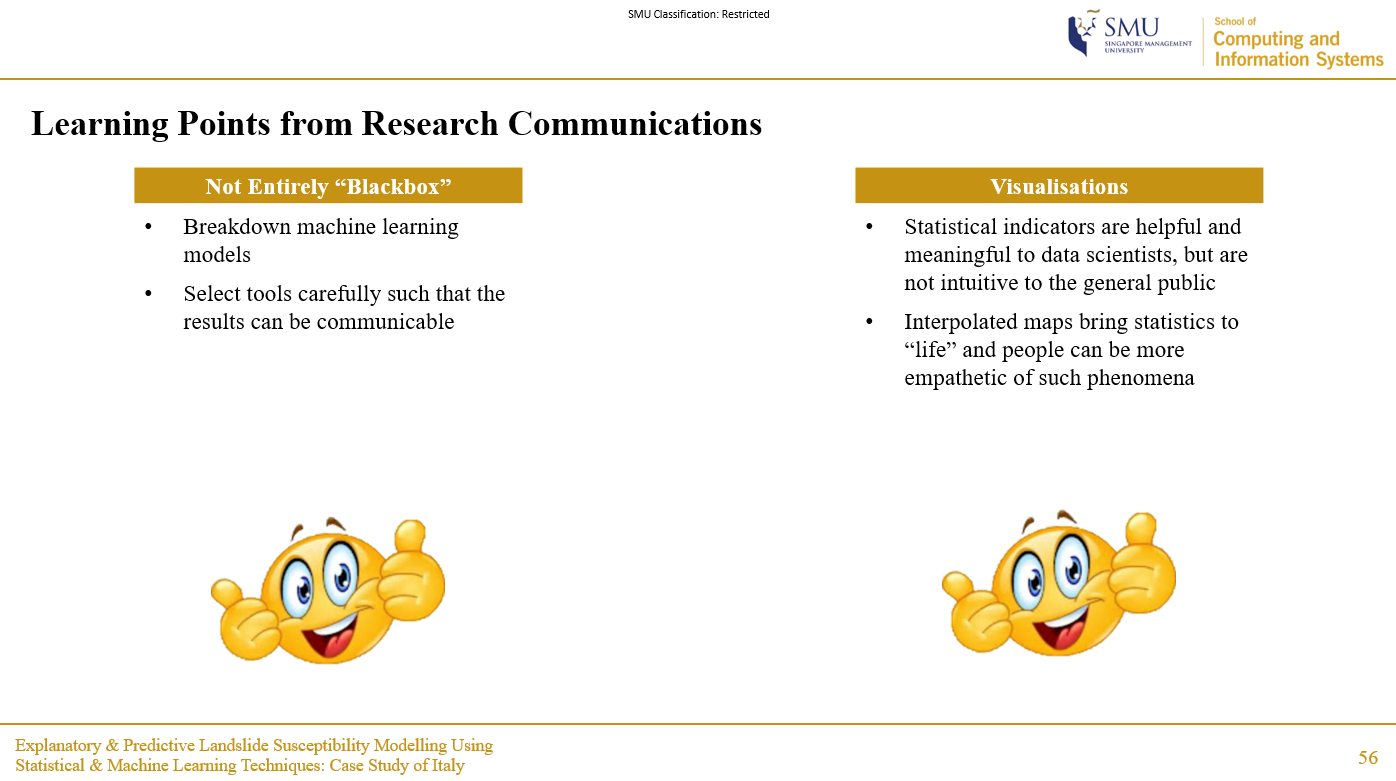 SMU Classification: Restricted
SMU
SINGAPORE MANAGEMENT
UNIVERSITY
School of
Computing and
Information Systems
Learning Points from Research Communications
Not Entirely “Blackbox”
• Breakdown machine learning
models
• Select tools carefully such that the
results can be communicable
Visualisations
• Statistical indicators are helpful and
meaningful to data scientists, but are
not intuitive to the general public
• Interpolated maps bring statistics to
“life” and people can be more
empathetic of such phenomena
Explanatory & Predictive Landslide Susceptibility Modelling Using
Statistical & Machine Learning Techniques: Case Study of Italy
56